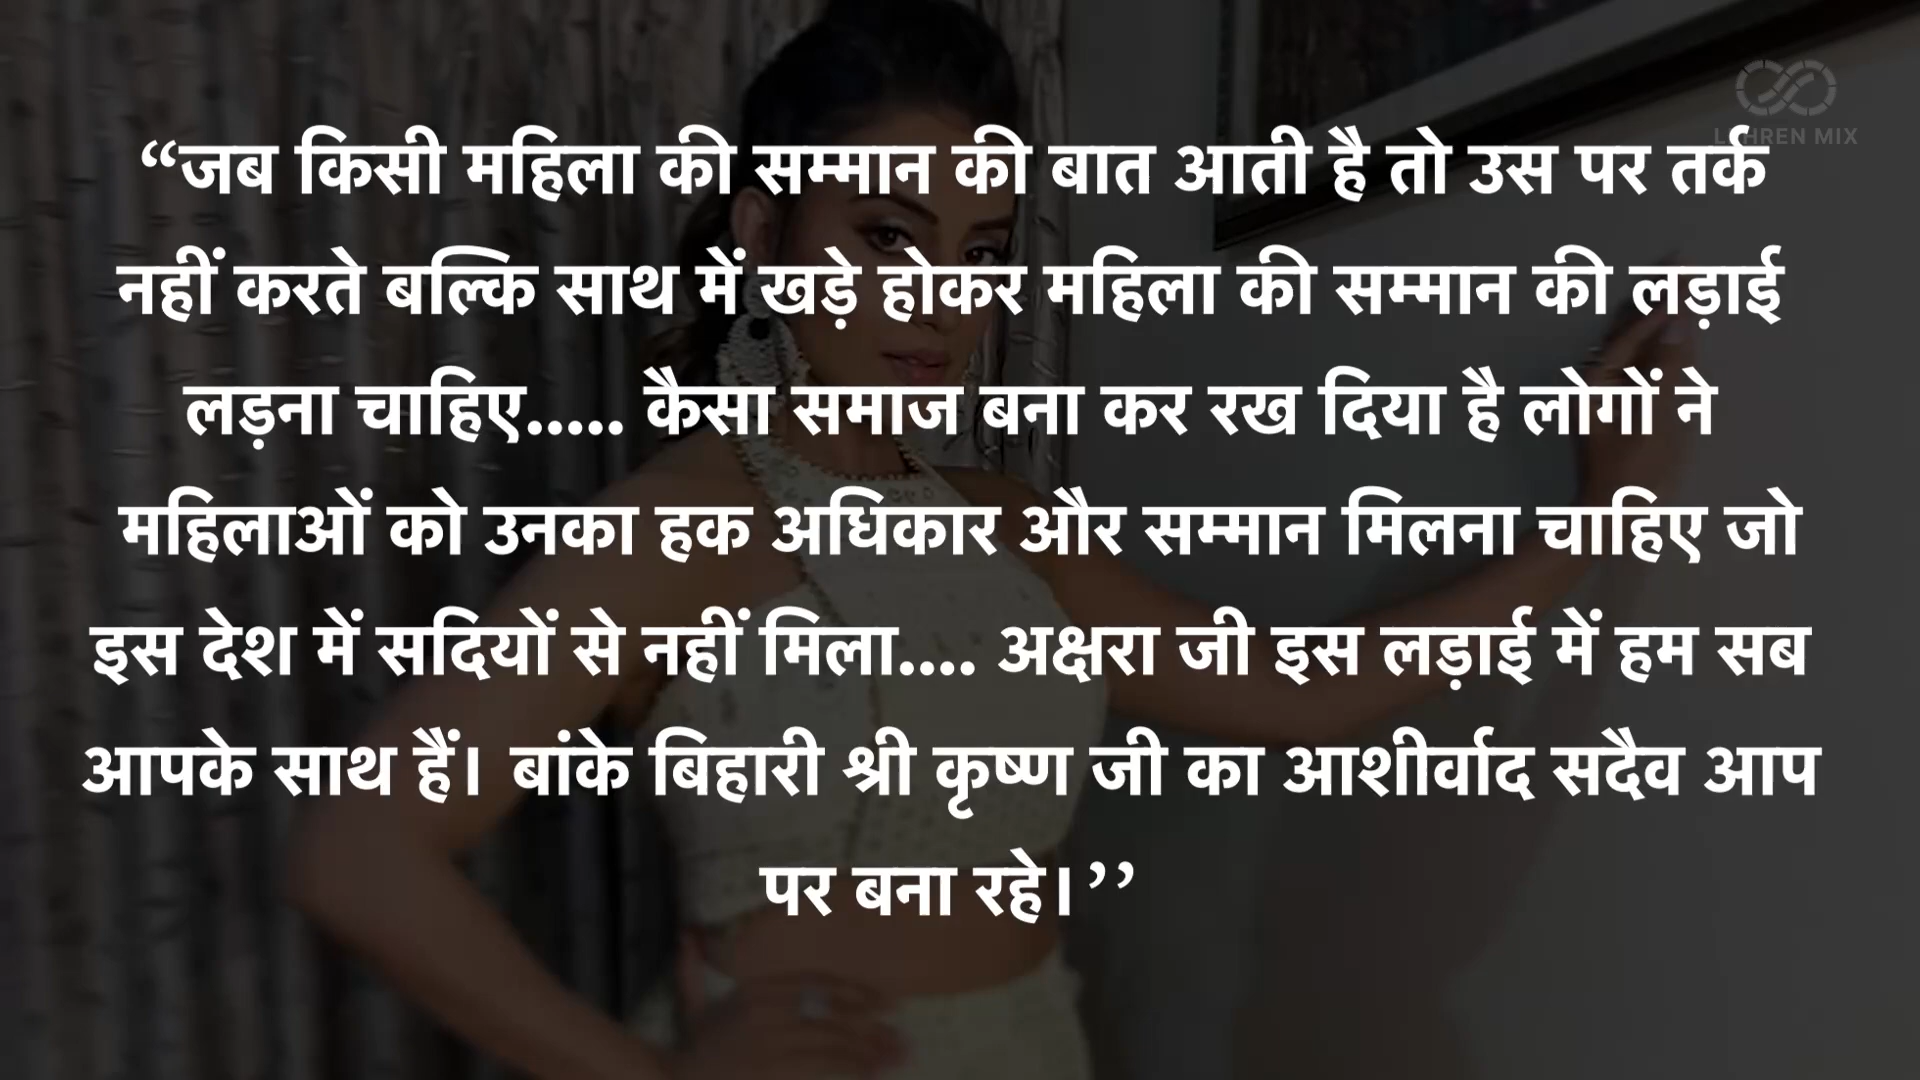 LEHREN MIX
“जब किसी महिला की सम्मान की बात आती है तो उस पर तर्क
नहीं करते बल्कि साथ में खड़े होकर महिला की सम्मान की लड़ाई
लड़ना चाहिए..... कैसा समाज बना कर रख दिया है लोगों ने
महिलाओं को उनका हक अधिकार और सम्मान मिलना चाहिए जो
इस देश में सदियों से नहीं मिला.... अक्षरा जी इस लड़ाई में हम सब
आपके साथ हैं। बांके बिहारी श्री कृष्ण जी का आशीर्वाद सदैव आप
पर बना रहे।’’